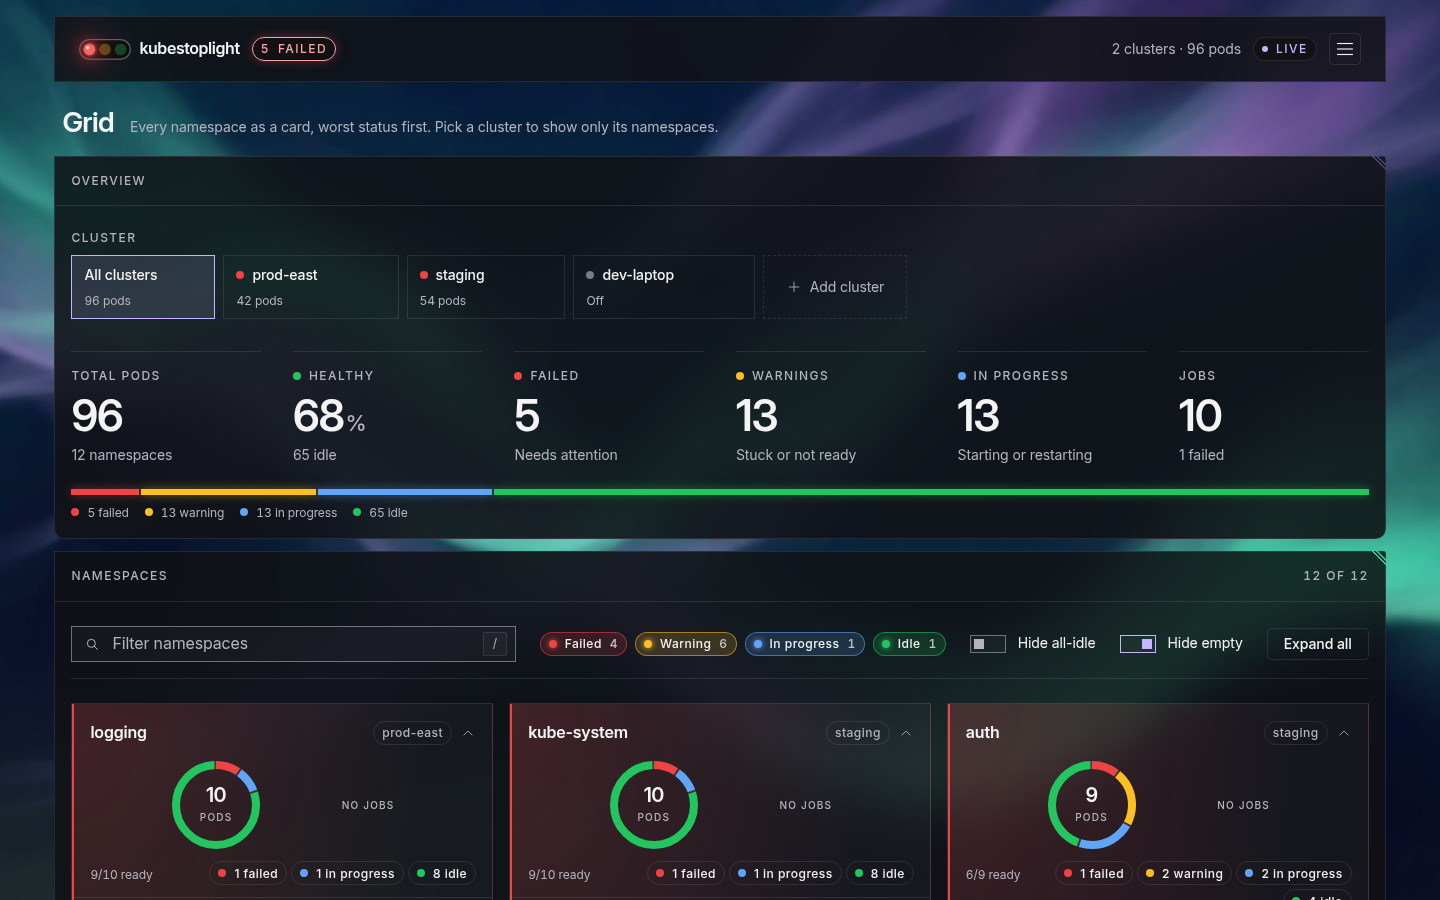 kubestoplight
5 FAILED
2 clusters · 96 pods
LIVE
Grid
Every namespace as a card, worst status first. Pick a cluster to show only its namespaces.
OVERVIEW
CLUSTER
All clusters
96 pods
prod-east
42 pods
staging
54 pods
dev-laptop
Off
Add cluster
TOTAL PODS
96
12 namespaces
HEALTHY
68%
65 idle
FAILED
5
Needs attention
WARNINGS
13
Stuck or not ready
IN PROGRESS
13
Starting or restarting
JOBS
10
1 failed
5 failed
13 warning
13 in progress
65 idle
NAMESPACES
12 OF 12
Filter namespaces
/
Failed 4
Warning 6
In progress 1
Idle 1
Hide all-idle
Hide empty
Expand all
logging
prod-east
10
PODS
NO JOBS
9/10 ready
1 failed
1 in progress
8 idle
kube-system
staging
10
PODS
NO JOBS
9/10 ready
1 failed
1 in progress
8 idle
auth
staging
9
PODS
NO JOBS
6/9 ready
1 failed
2 warning
2 in progress
4 idle